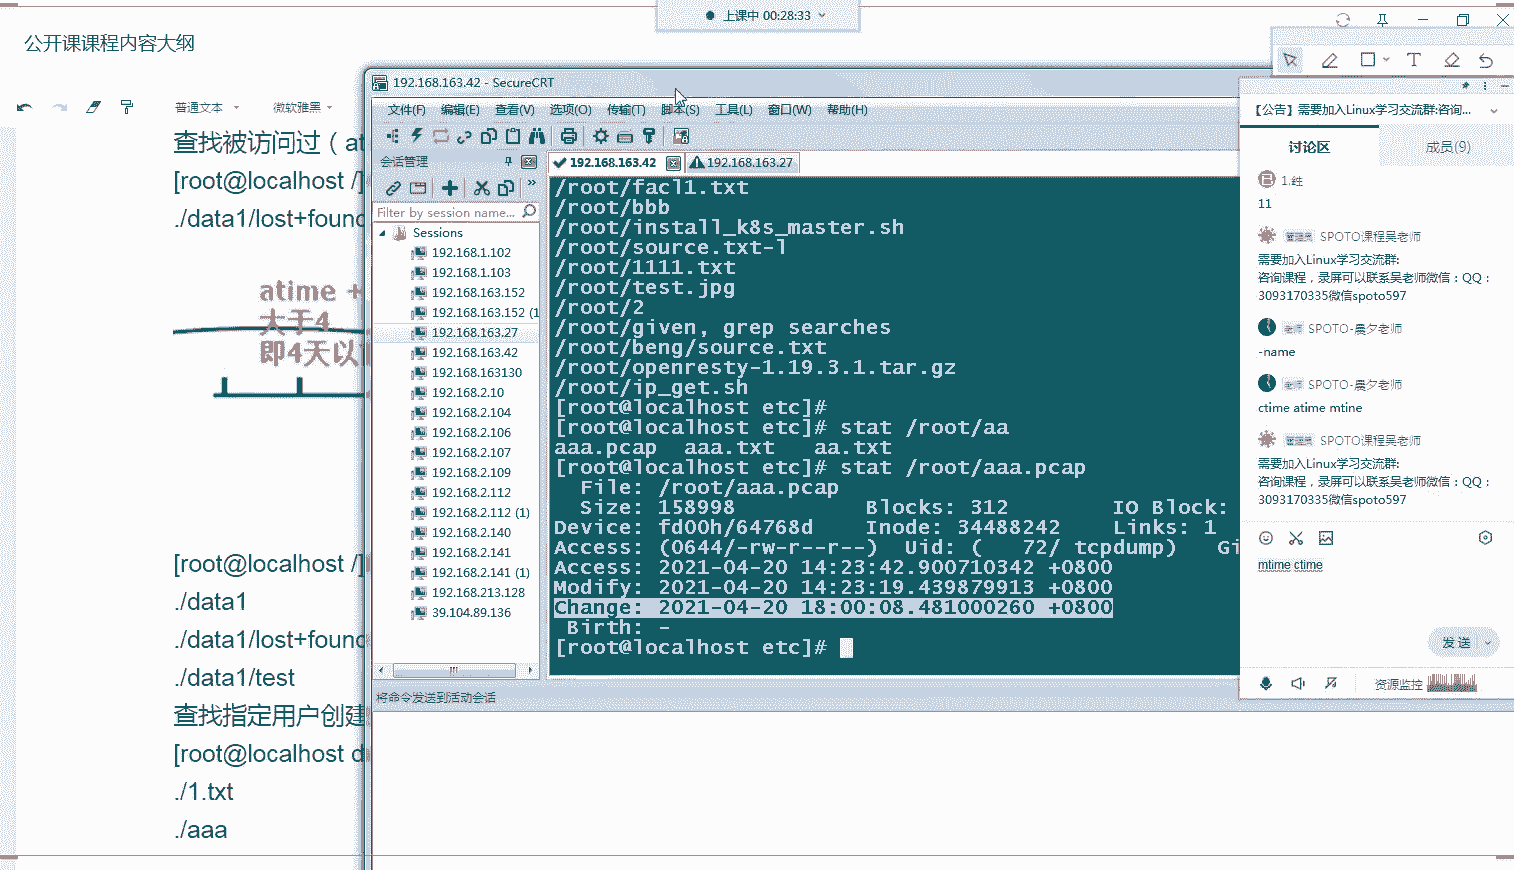 上课中 00:28:33
公开课课程内容大纲
普通文本
微软雅黑
查找被访问过（at
[root@localhost /]
./data1/lost+found
atime +
大于4
即4天以
[root@localhost /]
./data1
./data1/lost+found
./data1/test
查找指定用户创建
[root@localhost d
./1.txt
./aaa
192.168.163.42 - SecureCRT
文件(F) 编辑(E) 查看(V) 选项(O) 传输(T) 脚本(S) 工具(L) 窗口(W) 帮助(H)
会话管理
192.168.163.42
192.168.163.27
Filter by session name...
Sessions
192.168.1.102
192.168.1.103
192.168.163.152
192.168.163.152 (1
192.168.163.27
192.168.163.42
192.168.163130
192.168.2.10
192.168.2.104
192.168.2.106
192.168.2.107
192.168.2.109
192.168.2.112
192.168.2.112 (1)
192.168.2.140
192.168.2.141
192.168.2.141 (1)
192.168.213.128
39.104.89.136
/root/facl1.txt
/root/bbb
/root/install_k8s_master.sh
/root/source.txt-l
/root/1111.txt
/root/test.jpg
/root/2
/root/given, grep searches
/root/beng/source.txt
/root/openresty-1.19.3.1.tar.gz
/root/ip_get.sh
[root@localhost etc]#
[root@localhost etc]# stat /root/aa
aaa.pcap aaa.txt aa.txt
[root@localhost etc]# stat /root/aaa.pcap
File: /root/aaa.pcap
Size: 158998 Blocks: 312 IO Block:
Device: fd00h/64768d Inode: 34488242 Links: 1
Access: (0644/-rw-r--r--) Uid: ( 72/ tcpdump) Gi
Access: 2021-04-20 14:23:42.900710342 +0800
Modify: 2021-04-20 14:23:19.439879913 +0800
Change: 2021-04-20 18:00:08.481000260 +0800
Birth: -
[root@localhost etc]#
将命令发送到活动会话
【公告】需要加入Linux学习交流群:咨询...
讨论区
成员(9)
11
管理员 SPOTO课程吴老师
需要加入Linux学习交流群:
咨询课程，录屏可以联系吴老师微信：QQ：
3093170335微信spoto597
老师 SPOTO-晨夕老师
-name
老师 SPOTO-晨夕老师
ctime atime mtine
管理员 SPOTO课程吴老师
需要加入Linux学习交流群:
咨询课程，录屏可以联系吴老师微信：QQ：
3093170335微信spoto597
mtime ctime
发送
资源监控